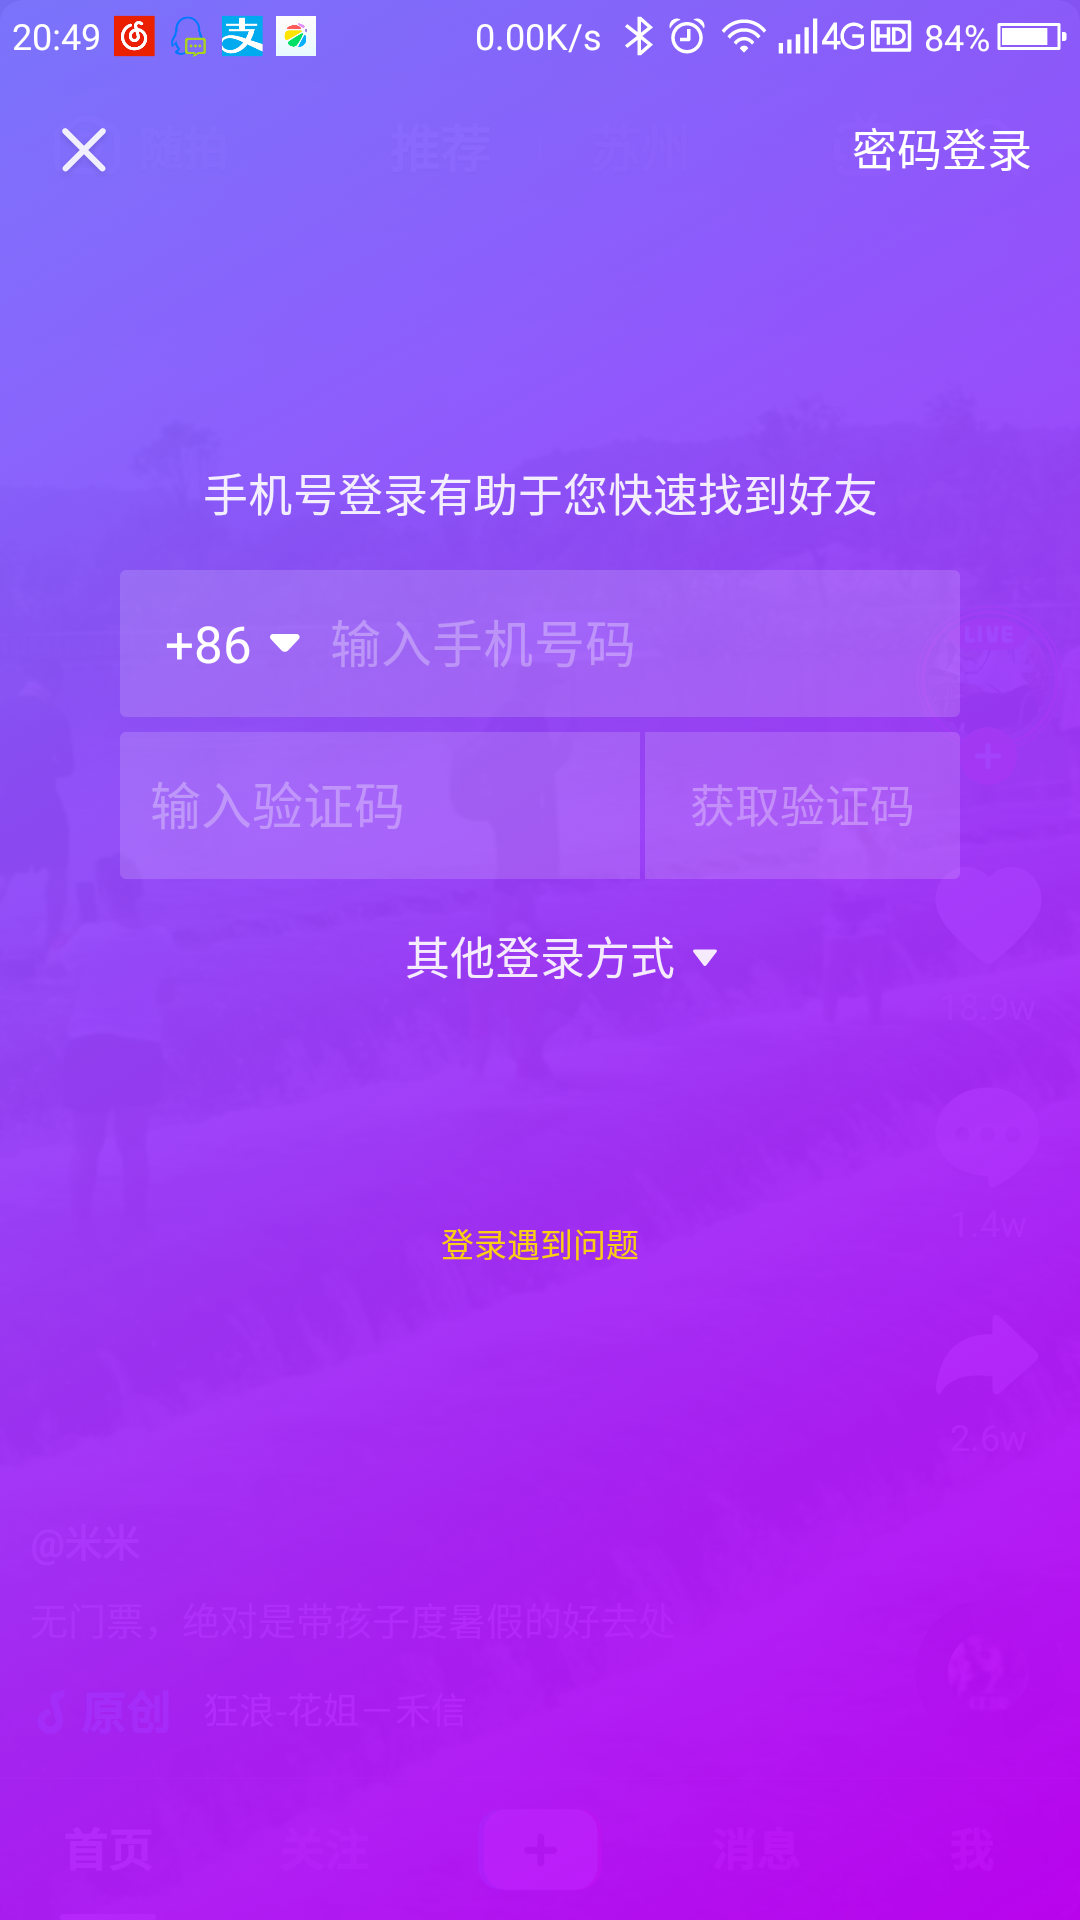 20:49
0.00K/s 4G HD 84%
随拍 推荐 苏州
密码登录
手机号登录有助于您快速找到好友
LIVE
+86 输入手机号码
输入验证码 获取验证码
其他登录方式
18.9w
1.4w
登录遇到问题
2.6w
@米米
无门票，绝对是带孩子度暑假的好去处
原创 狂浪-花姐－禾信
首页 关注 消息 我